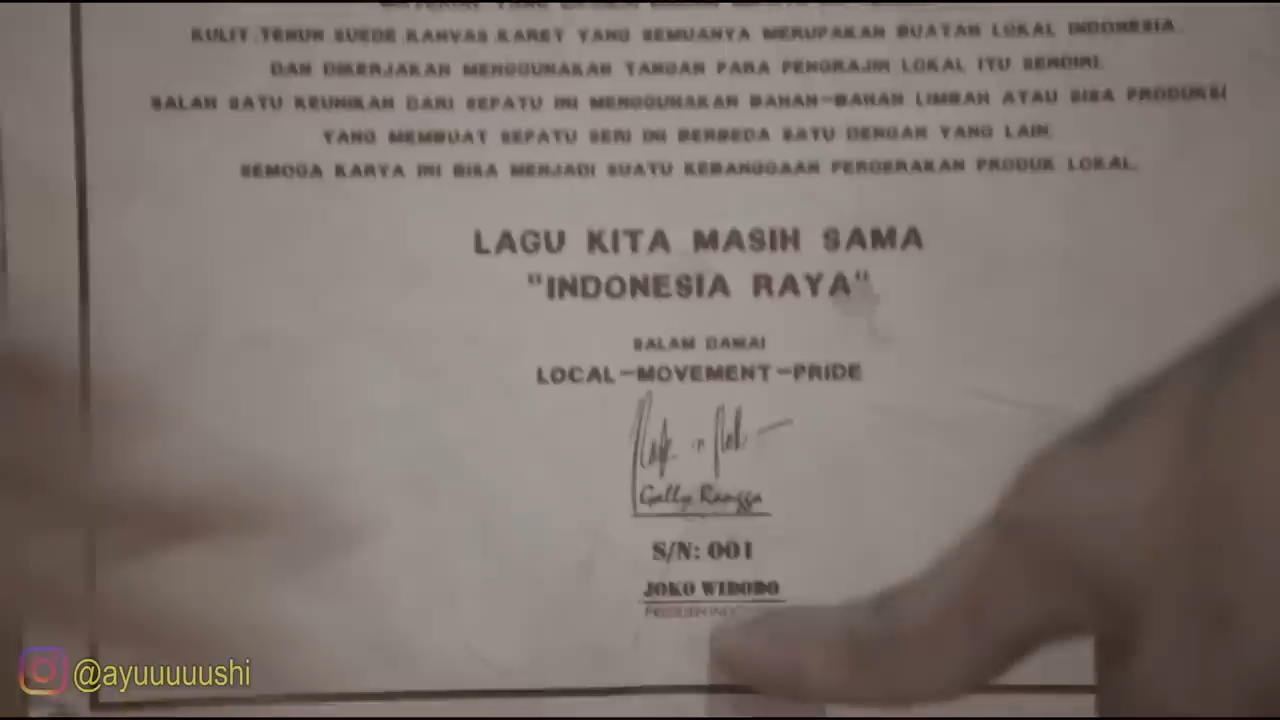 KULIT TENUN SUEDE KANVAS KARET YANG SEMUANYA MERUPAKAN BUATAN LOKAL INDONESIA
DAN DIKERJAKAN MENGGUNAKAN TANGAN PARA PENGRAJIN LOKAL ITU SENDIRI.
SALAH SATU KEUNIKAN DARI SEPATU INI MENGGUNAKAN BAHAN-BAHAN LIMBAH ATAU SISA PRODUKSI
YANG MEMBUAT SEPATU SERI INI BERBEDA SATU DENGAN YANG LAIN.
SEMOGA KARYA INI BISA MENJADI SUATU KEBANGGAAN PERGERAKAN PRODUK LOKAL.
LAGU KITA MASIH SAMA
"INDONESIA RAYA"
SALAM DAMAI
LOCAL-MOVEMENT-PRIDE
Gally Rangga
S/N: 001
JOKO WIDODO
@ayuuuuushi